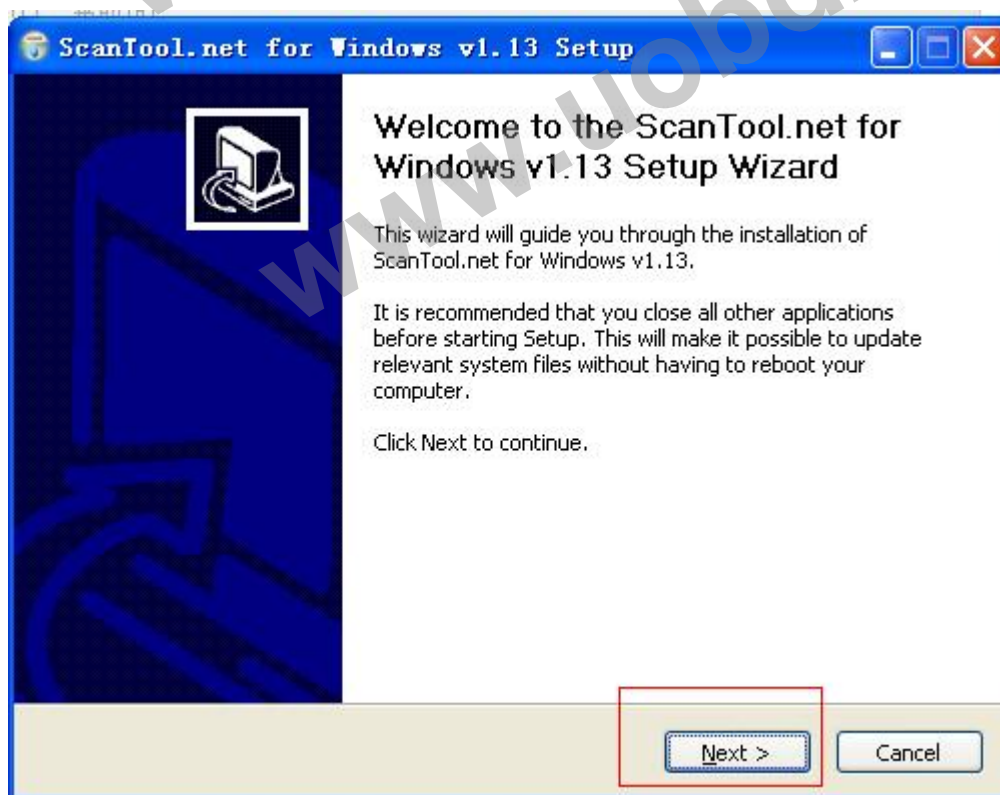 ScanTool.net for Windows v1.13 Setup
Welcome to the ScanTool.net for
Windows v1.13 Setup Wizard
This wizard will guide you through the installation of
ScanTool.net for Windows v1.13.
It is recommended that you close all other applications
before starting Setup. This will make it possible to update
relevant system files without having to reboot your
computer.
Click Next to continue.
Next >
Cancel